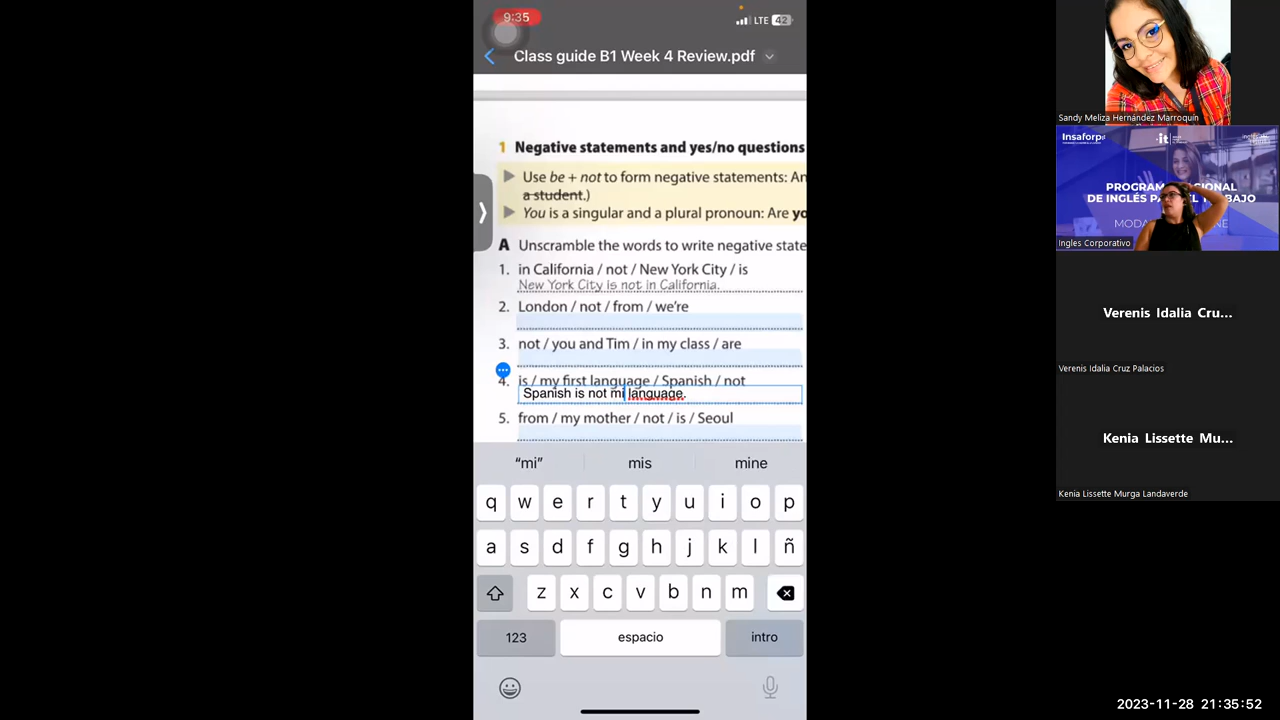 9:35
LTE 42
Class guide B1 Week 4 Review.pdf
1 Negative statements and yes/no questions
Use be + not to form negative statements: An
a student.)
You is a singular and a plural pronoun: Are yo
A Unscramble the words to write negative state
1. in California / not / New York City / is
New York City is not in California.
2. London / not / from / we're
3. not / you and Tim / in my class / are
4. is / my first language / Spanish / not
Spanish is not mi language.
5. from / my mother / not / is / Seoul
“mi” mis mine
q w e r t y u i o p
a s d f g h j k l ñ
z x c v b n m
123 espacio intro
Sandy Meliza Hernández Marroquín
Insaforp
it
PROGRAMA NACIONAL
DE INGLÉS PA EL TRABAJO
MODA NE
Ingles Corporativo
Verenis Idalia Cru...
Verenis Idalia Cruz Palacios
Kenia Lissette Mu...
Kenia Lissette Murga Landaverde
2023-11-28 21:35:52